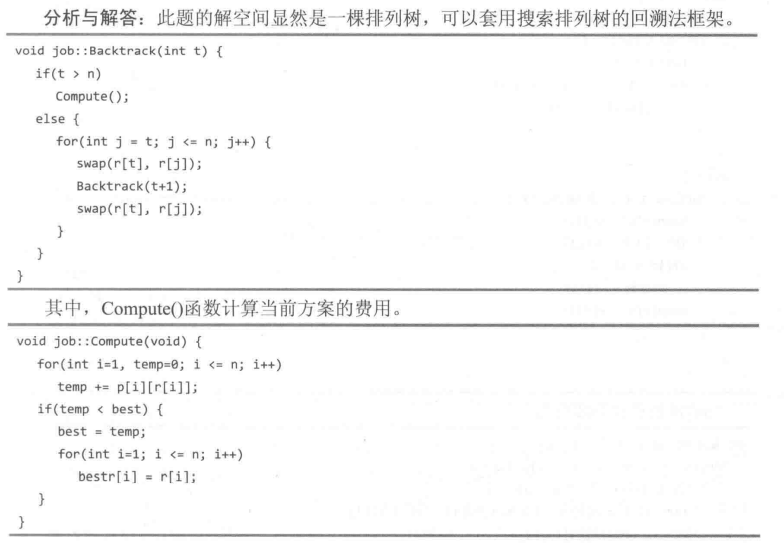 分析与解答：此题的解空间显然是一棵排列树，可以套用搜索排列树的回溯法框架。
void job::Backtrack(int t) {
if(t > n)
Compute();
else {
for(int j = t; j <= n; j++) {
swap(r[t], r[j]);
Backtrack(t+1);
swap(r[t], r[j]);
}
}
}
其中，Compute()函数计算当前方案的费用。
void job::Compute(void) {
for(int i=1, temp=0; i <= n; i++)
temp += p[i][r[i]];
if(temp < best) {
best = temp;
for(int i=1; i <= n; i++)
bestr[i] = r[i];
}
}